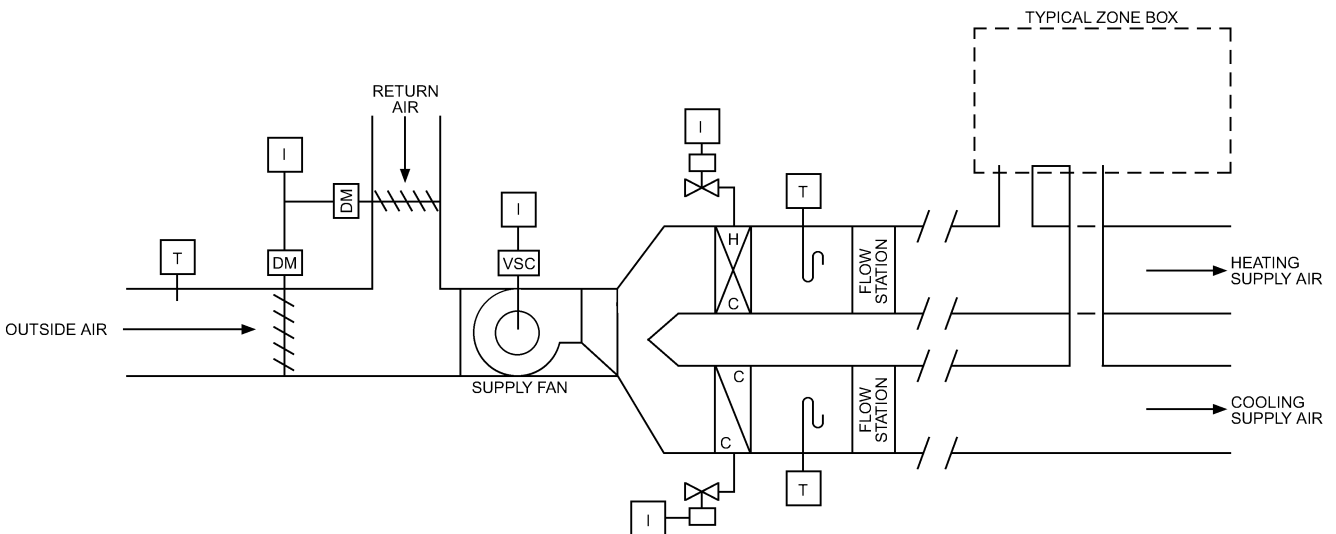 TYPICAL ZONE BOX
RETURN
AIR
I
I
DM
T
I
T
DM
VSC
H
C
FLOW
STATION
HEATING
SUPPLY AIR
OUTSIDE AIR
SUPPLY FAN
C
C
FLOW
STATION
COOLING
SUPPLY AIR
T
I